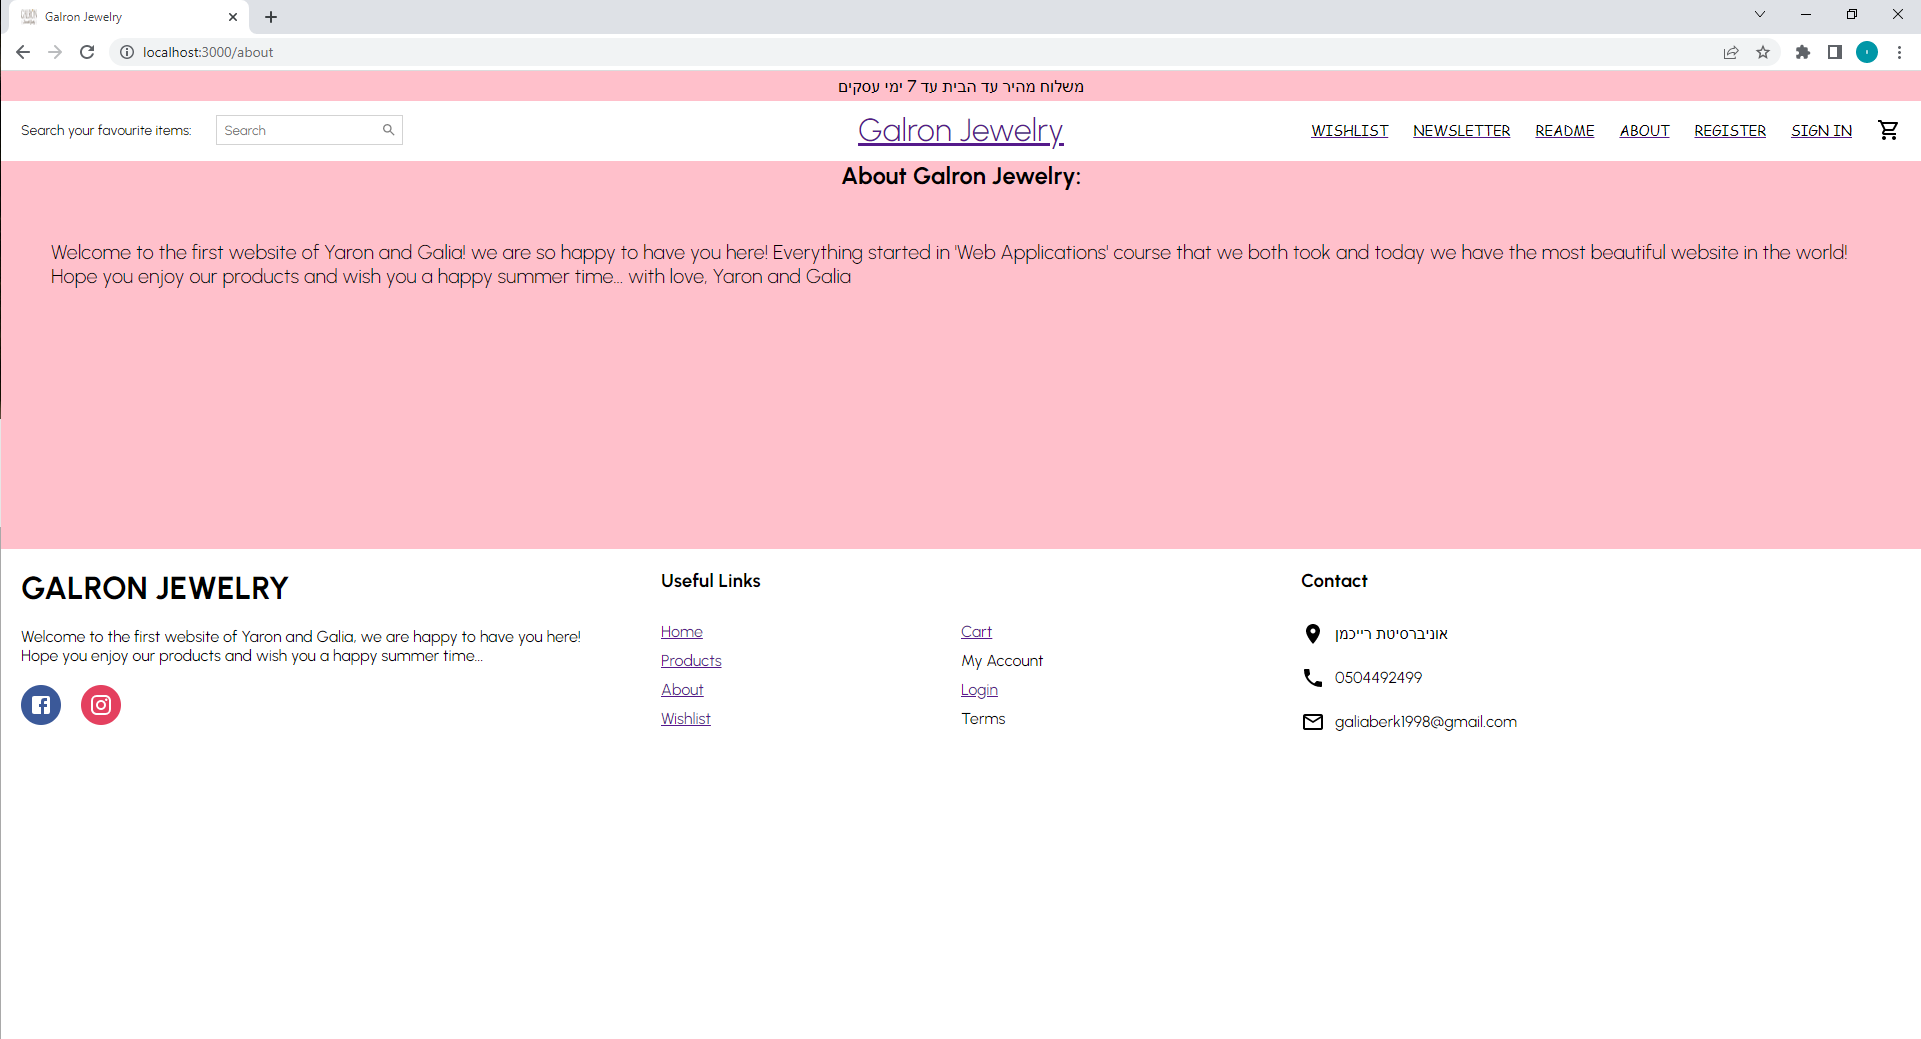 Galron Jewelry
localhost:3000/about
משלוח מהיר עד הבית עד 7 ימי עסקים
Search your favourite items:
Search
Galron Jewelry
WISHLIST NEWSLETTER README ABOUT REGISTER SIGN IN
About Galron Jewelry:
Welcome to the first website of Yaron and Galia! we are so happy to have you here! Everything started in 'Web Applications' course that we both took and today we have the most beautiful website in the world!
Hope you enjoy our products and wish you a happy summer time... with love, Yaron and Galia
GALRON JEWELRY
Welcome to the first website of Yaron and Galia, we are happy to have you here!
Hope you enjoy our products and wish you a happy summer time...
Useful Links
Home
Products
About
Wishlist
Cart
My Account
Login
Terms
Contact
אוניברסיטת רייכמן
0504492499
galiaberk1998@gmail.com